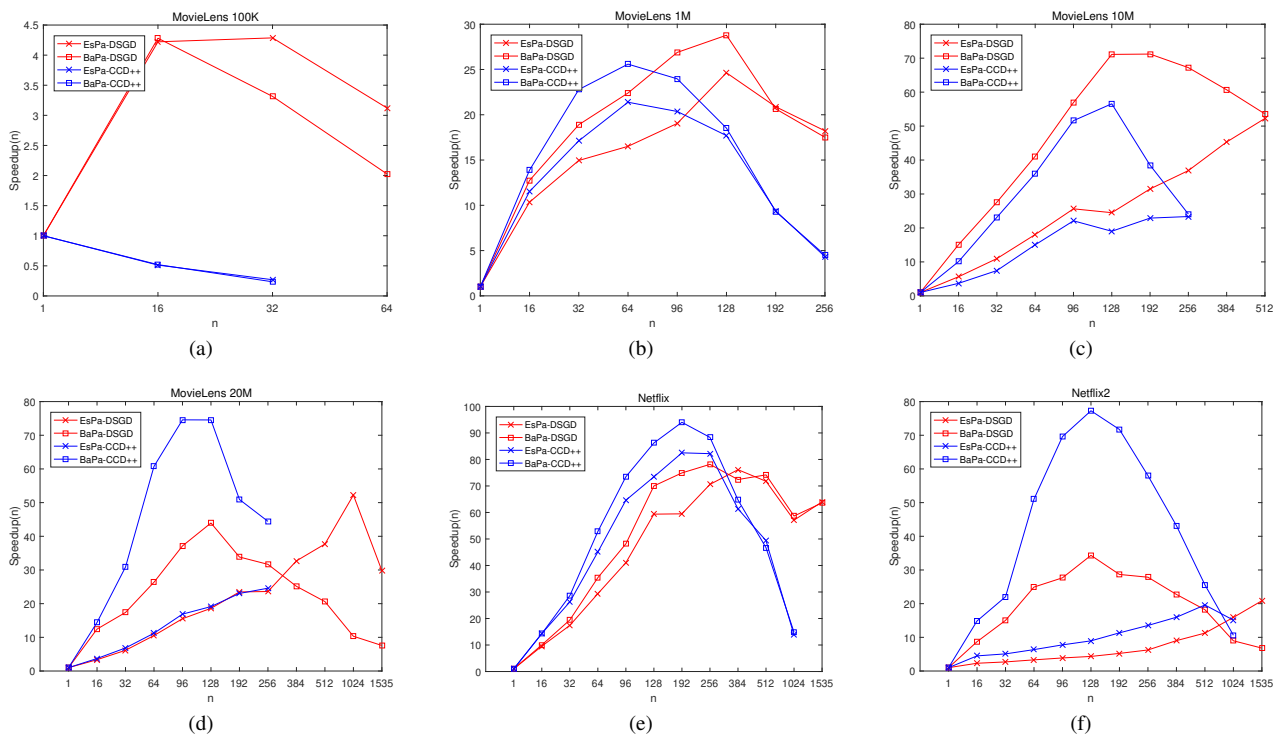 MovieLens 100K
EsPa-DSGD
BaPa-DSGD
EsPa-CCD++
BaPa-CCD++
4.5
4
3.5
3
2.5
2
1.5
1
0.5
0
Speedup(n)
1 16 32 64
n
(a)
MovieLens 1M
EsPa-DSGD
BaPa-DSGD
EsPa-CCD++
BaPa-CCD++
30
25
20
15
10
5
0
Speedup(n)
1 16 32 64 96 128 192 256
n
(b)
MovieLens 10M
EsPa-DSGD
BaPa-DSGD
EsPa-CCD++
BaPa-CCD++
80
70
60
50
40
30
20
10
0
Speedup(n)
1 16 32 64 96 128 192 256 384 512
n
(c)
MovieLens 20M
EsPa-DSGD
BaPa-DSGD
EsPa-CCD++
BaPa-CCD++
80
70
60
50
40
30
20
10
0
Speedup(n)
1 16 32 64 96 128 192 256 384 512 1024 1535
n
(d)
Netflix
EsPa-DSGD
BaPa-DSGD
EsPa-CCD++
BaPa-CCD++
100
90
80
70
60
50
40
30
20
10
0
Speedup(n)
1 16 32 64 96 128 192 256 384 512 1024 1535
n
(e)
Netflix2
EsPa-DSGD
BaPa-DSGD
EsPa-CCD++
BaPa-CCD++
80
70
60
50
40
30
20
10
0
Speedup(n)
1 16 32 64 96 128 192 256 384 512 1024 1535
n
(f)